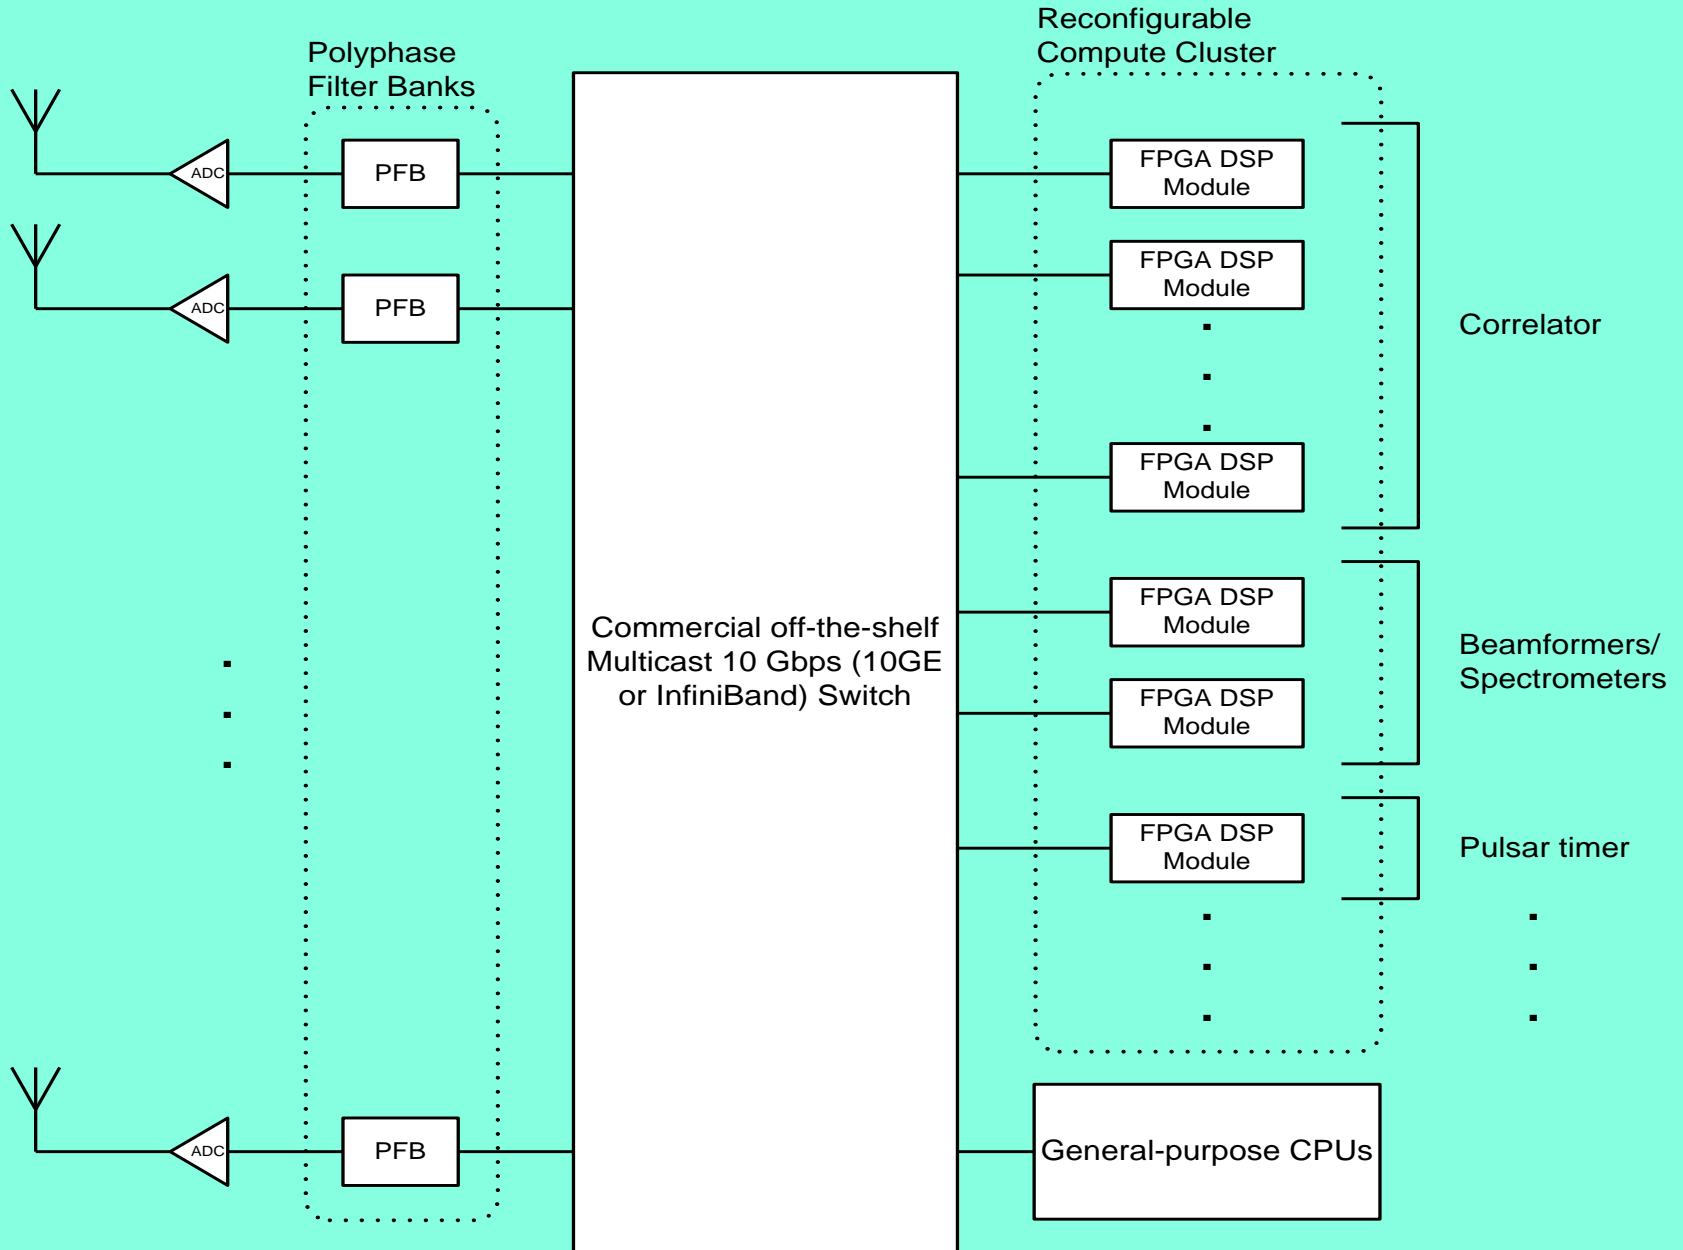 Reconfigurable
Compute Cluster
Polyphase
Filter Banks
ADC
PFB
FPGA DSP
Module
ADC
PFB
FPGA DSP
Module
Correlator
FPGA DSP
Module
Commercial off-the-shelf
Multicast 10 Gbps (10GE
or InfiniBand) Switch
FPGA DSP
Module
Beamformers/
Spectrometers
FPGA DSP
Module
FPGA DSP
Module
Pulsar timer
ADC
PFB
General-purpose CPUs